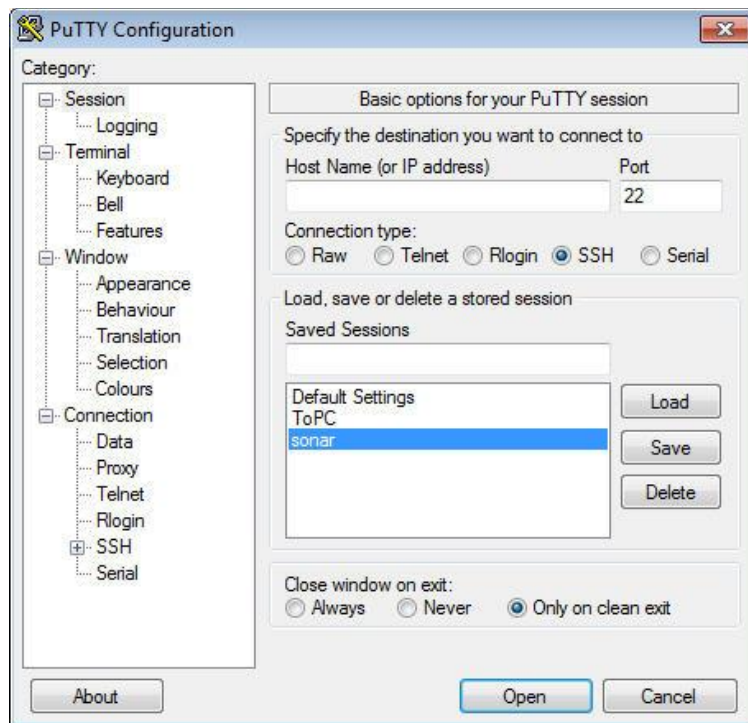 PuTTY Configuration
Category:
Session
Logging
Terminal
Keyboard
Bell
Features
Window
Appearance
Behaviour
Translation
Selection
Colours
Connection
Data
Proxy
Telnet
Rlogin
SSH
Serial
Basic options for your PuTTY session
Specify the destination you want to connect to
Host Name (or IP address) Port
22
Connection type:
Raw Telnet Rlogin SSH Serial
Load, save or delete a stored session
Saved Sessions
Default Settings
ToPC
sonar
Load
Save
Delete
Close window on exit:
Always Never Only on clean exit
About Open Cancel